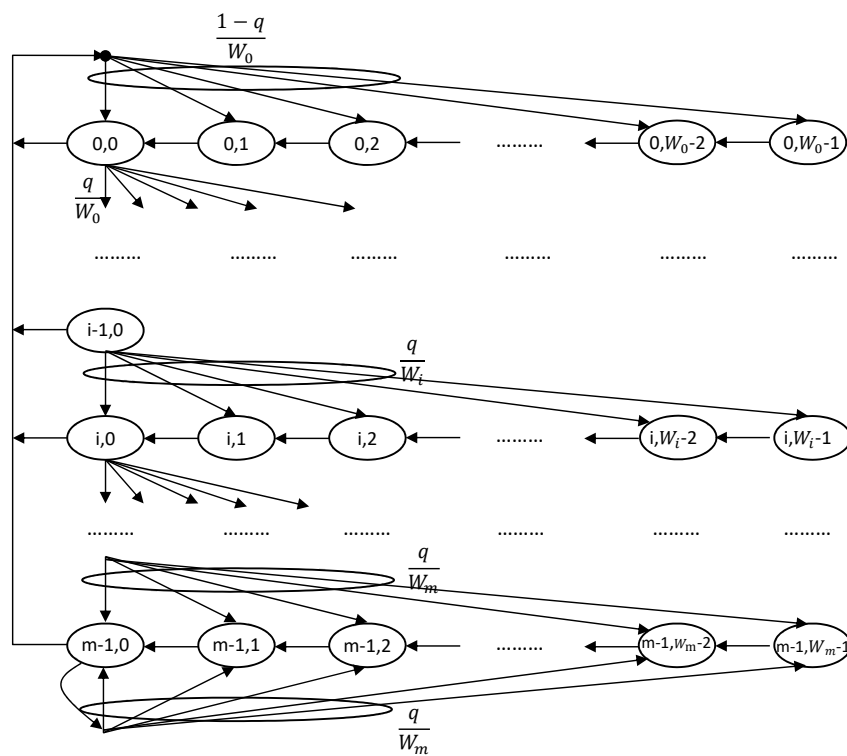 1 − q
W₀
0,0 0,1 0,2 ……… 0,W₀-2 0,W₀-1
q
W₀
……… ……… ……… ……… ……… ………
i-1,0
q
Wᵢ
i,0 i,1 i,2 ……… i,Wᵢ-2 i,Wᵢ-1
……… ……… ……… ……… ……… ………
q
Wₘ
m-1,0 m-1,1 m-1,2 ……… m-1,Wₘ-2 m-1,Wₘ-1
q
Wₘ